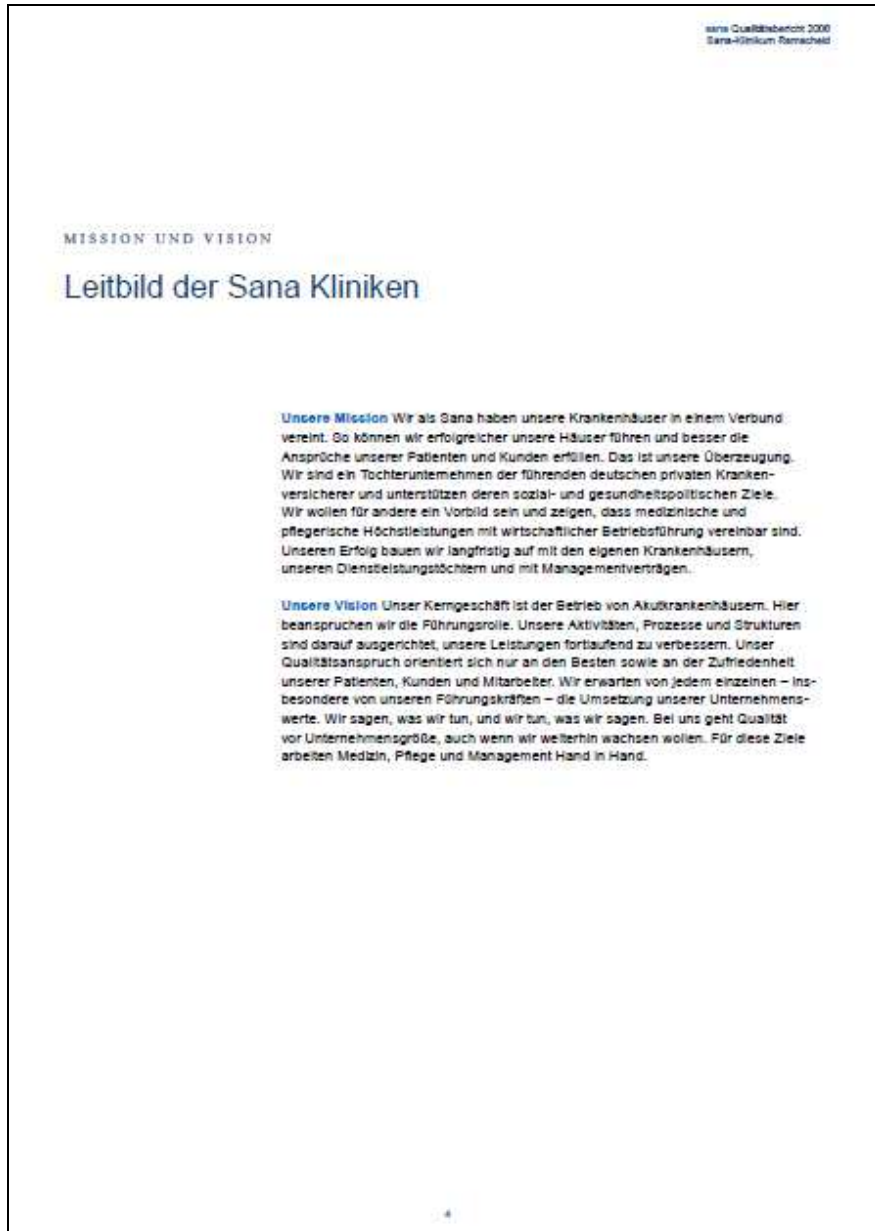 sana Qualitätsbericht 2006
Sana-Klinikum Remscheid
MISSION UND VISION
Leitbild der Sana Kliniken
Unsere Mission Wir als Sana haben unsere Krankenhäuser in einem Verbund
vereint. So können wir erfolgreicher unsere Häuser führen und besser die
Ansprüche unserer Patienten und Kunden erfüllen. Das ist unsere Überzeugung.
Wir sind ein Tochterunternehmen der führenden deutschen privaten Kranken-
versicherer und unterstützen deren sozial- und gesundheitspolitischen Ziele.
Wir wollen für andere ein Vorbild sein und zeigen, dass medizinische und
pflegerische Höchstleistungen mit wirtschaftlicher Betriebsführung vereinbar sind.
Unseren Erfolg bauen wir langfristig auf mit den eigenen Krankenhäusern,
unseren Dienstleistungstöchtern und mit Managementverträgen.
Unsere Vision Unser Kerngeschäft ist der Betrieb von Akutkrankenhäusern. Hier
beanspruchen wir die Führungsrolle. Unsere Aktivitäten, Prozesse und Strukturen
sind darauf ausgerichtet, unsere Leistungen fortlaufend zu verbessern. Unser
Qualitätsanspruch orientiert sich nur an den Besten sowie an der Zufriedenheit
unserer Patienten, Kunden und Mitarbeiter. Wir erwarten von jedem einzelnen – ins-
besondere von unseren Führungskräften – die Umsetzung unserer Unternehmens-
werte. Wir sagen, was wir tun, und wir tun, was wir sagen. Bei uns geht Qualität
vor Unternehmensgröße, auch wenn wir weiterhin wachsen wollen. Für diese Ziele
arbeiten Medizin, Pflege und Management Hand in Hand.
4